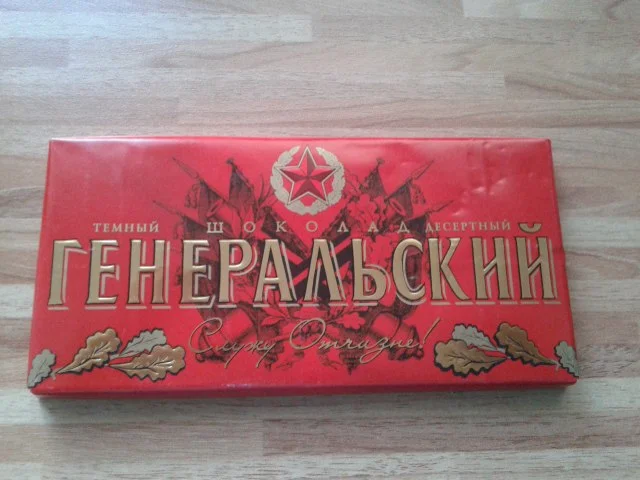 ТЕМНЫЙ ШОКОЛАД ДЕСЕРТНЫЙ
ГЕНЕРАЛЬСКИЙ
Служу Отчизне!